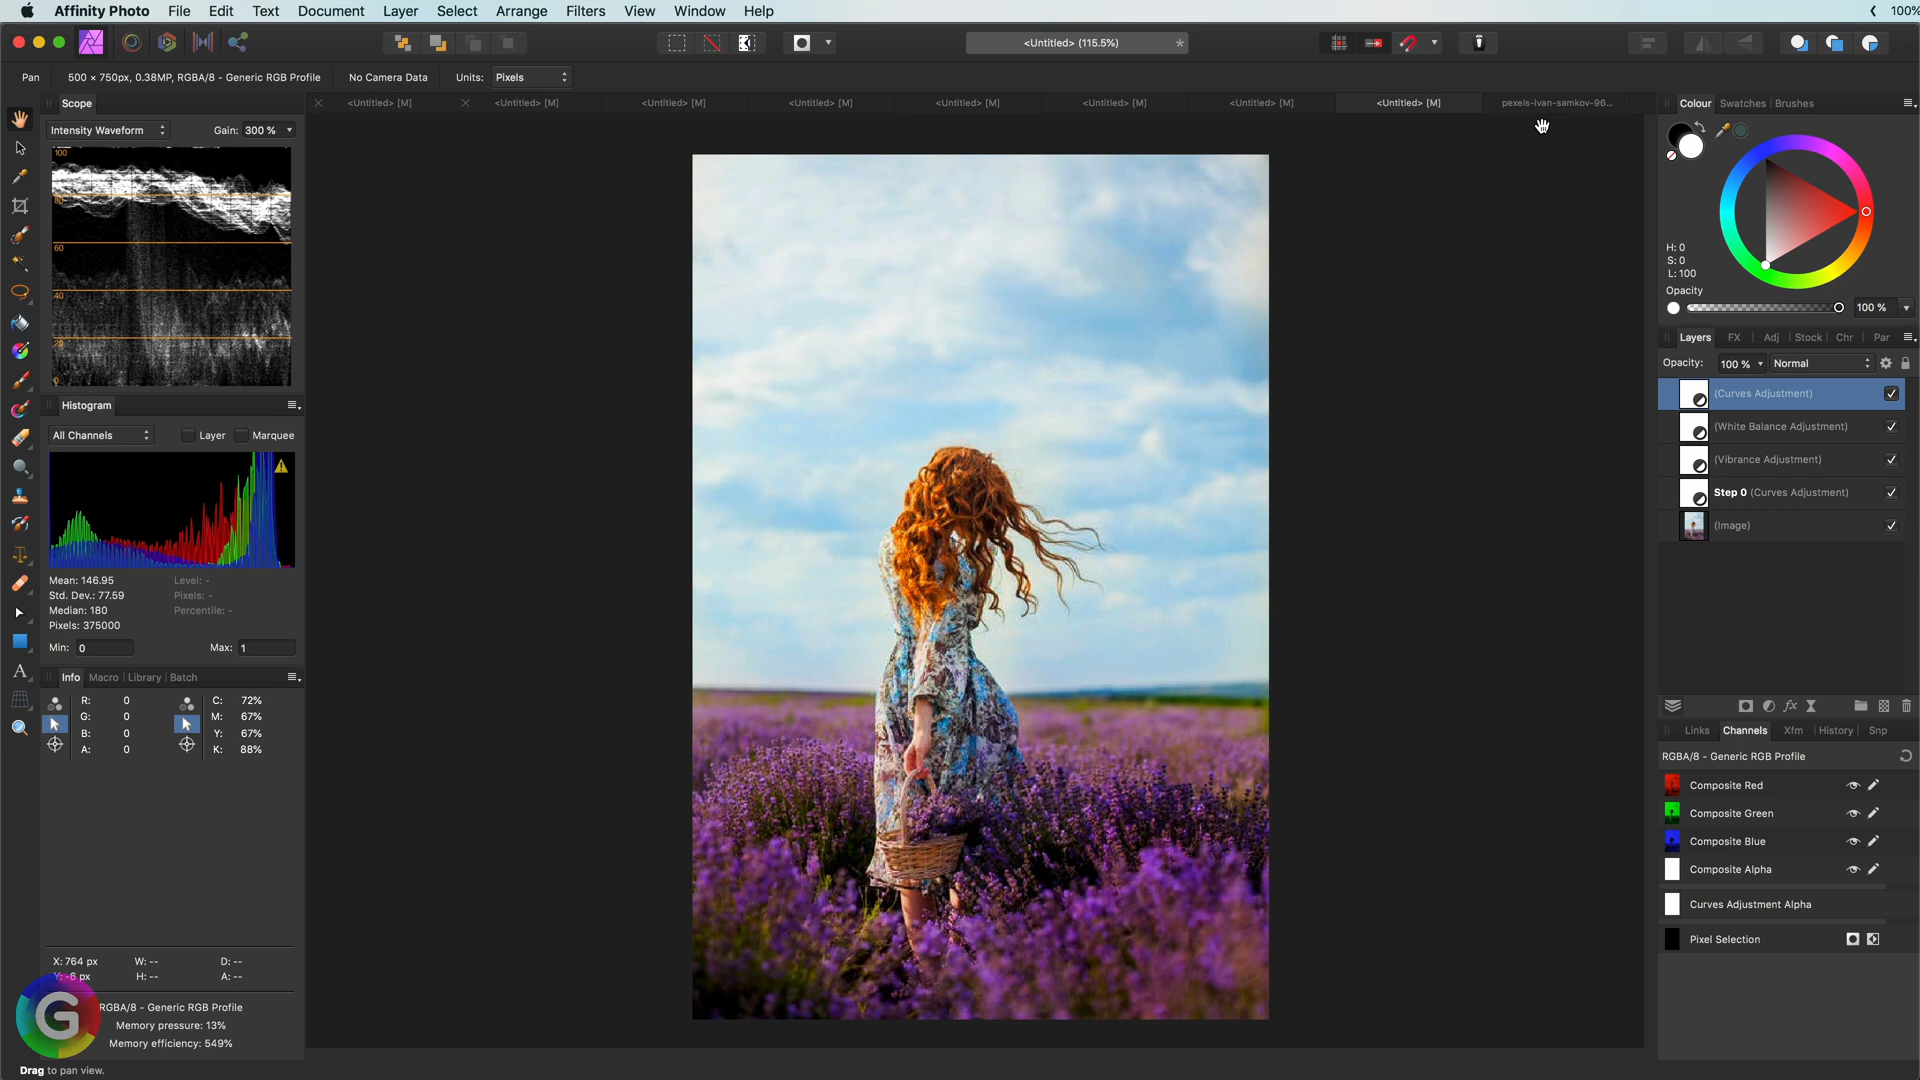 Affinity Photo File Edit Text Document Layer Select Arrange Filters View Window Help 100%
<Untitled> (115.5%)
Pan 500 × 750px, 0.38MP, RGBA/8 - Generic RGB Profile No Camera Data Units: Pixels
Scope
<Untitled> [M] <Untitled> [M] <Untitled> [M] <Untitled> [M] <Untitled> [M] <Untitled> [M] <Untitled> [M] <Untitled> [M] pexels-ivan-samkov-96...
Intensity Waveform Gain: 300 %
100
80
60
40
20
0
Histogram
All Channels Layer Marquee
Mean: 146.95 Level: -
Std. Dev.: 77.59 Pixels: -
Median: 180 Percentile: -
Pixels: 375000
Min: 0 Max: 1
Info Macro Library Batch
R: 0 C: 72%
G: 0 M: 67%
B: 0 Y: 67%
A: 0 K: 88%
X: 764 px W: -- D: --
Y: -6 px H: -- A: --
G
RGBA/8 - Generic RGB Profile
Memory pressure: 13%
Memory efficiency: 549%
Drag to pan view.
Colour Swatches Brushes
H: 0
S: 0
L: 100
Opacity
100 %
Layers FX Adj Stock Chr Par
Opacity: 100 % Normal
(Curves Adjustment)
(White Balance Adjustment)
(Vibrance Adjustment)
Step 0 (Curves Adjustment)
(Image)
fx
Links Channels Xfm History Snp
RGBA/8 - Generic RGB Profile
Composite Red
Composite Green
Composite Blue
Composite Alpha
Curves Adjustment Alpha
Pixel Selection